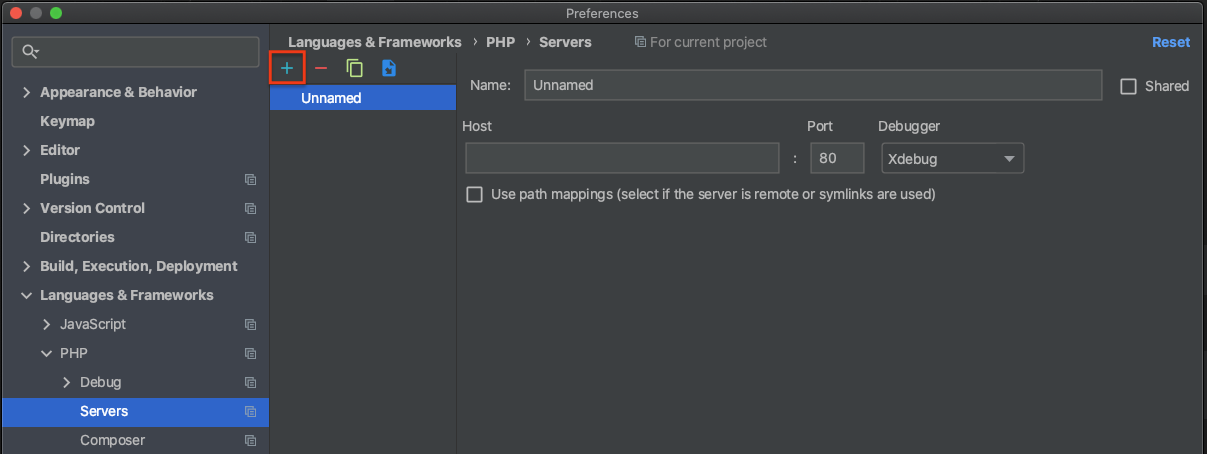 Preferences
Languages & Frameworks › PHP › Servers For current project Reset
Appearance & Behavior
Keymap
Editor
Plugins
Version Control
Directories
Build, Execution, Deployment
Languages & Frameworks
JavaScript
PHP
Debug
Servers
Composer
Unnamed
Name: Unnamed Shared
Host Port Debugger
: 80 Xdebug
Use path mappings (select if the server is remote or symlinks are used)